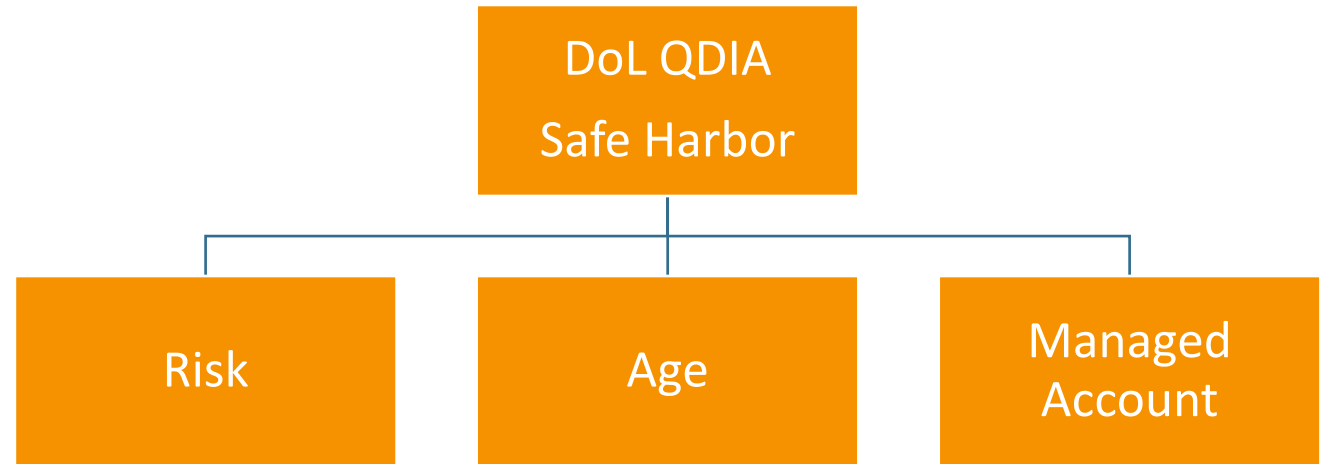 DoL QDIA
Safe Harbor
Risk
Age
Managed
Account